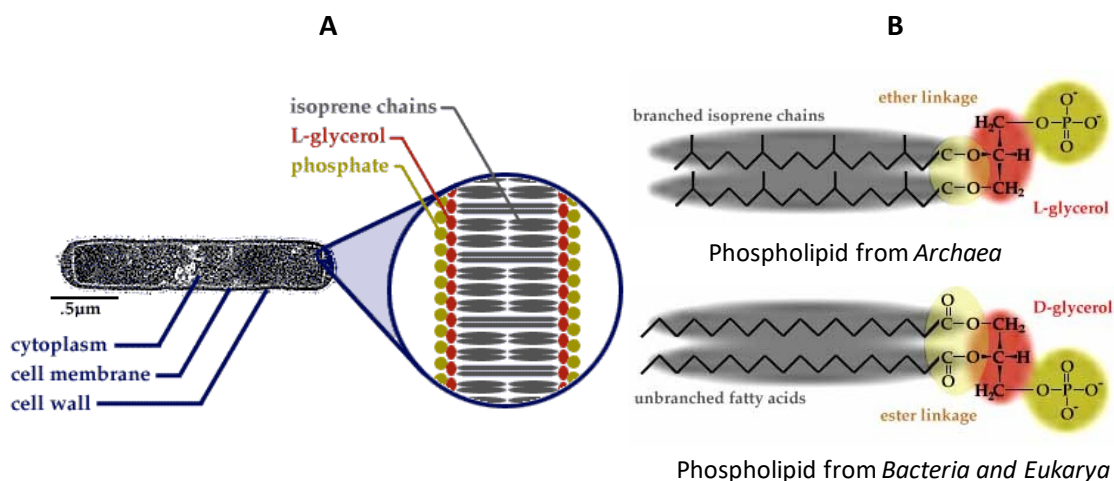 A
B
isoprene chains
L-glycerol
phosphate
.5μm
cytoplasm
cell membrane
cell wall
ether linkage
branched isoprene chains
H₂C—O—P—O⁻
O⁻
O
C—O—C—H
C—O—CH₂
L-glycerol
Phospholipid from Archaea
D-glycerol
O
C—O—CH₂
C—O—C—H
O
H₂C—O—P—O⁻
O
O⁻
unbranched fatty acids
ester linkage
Phospholipid from Bacteria and Eukarya